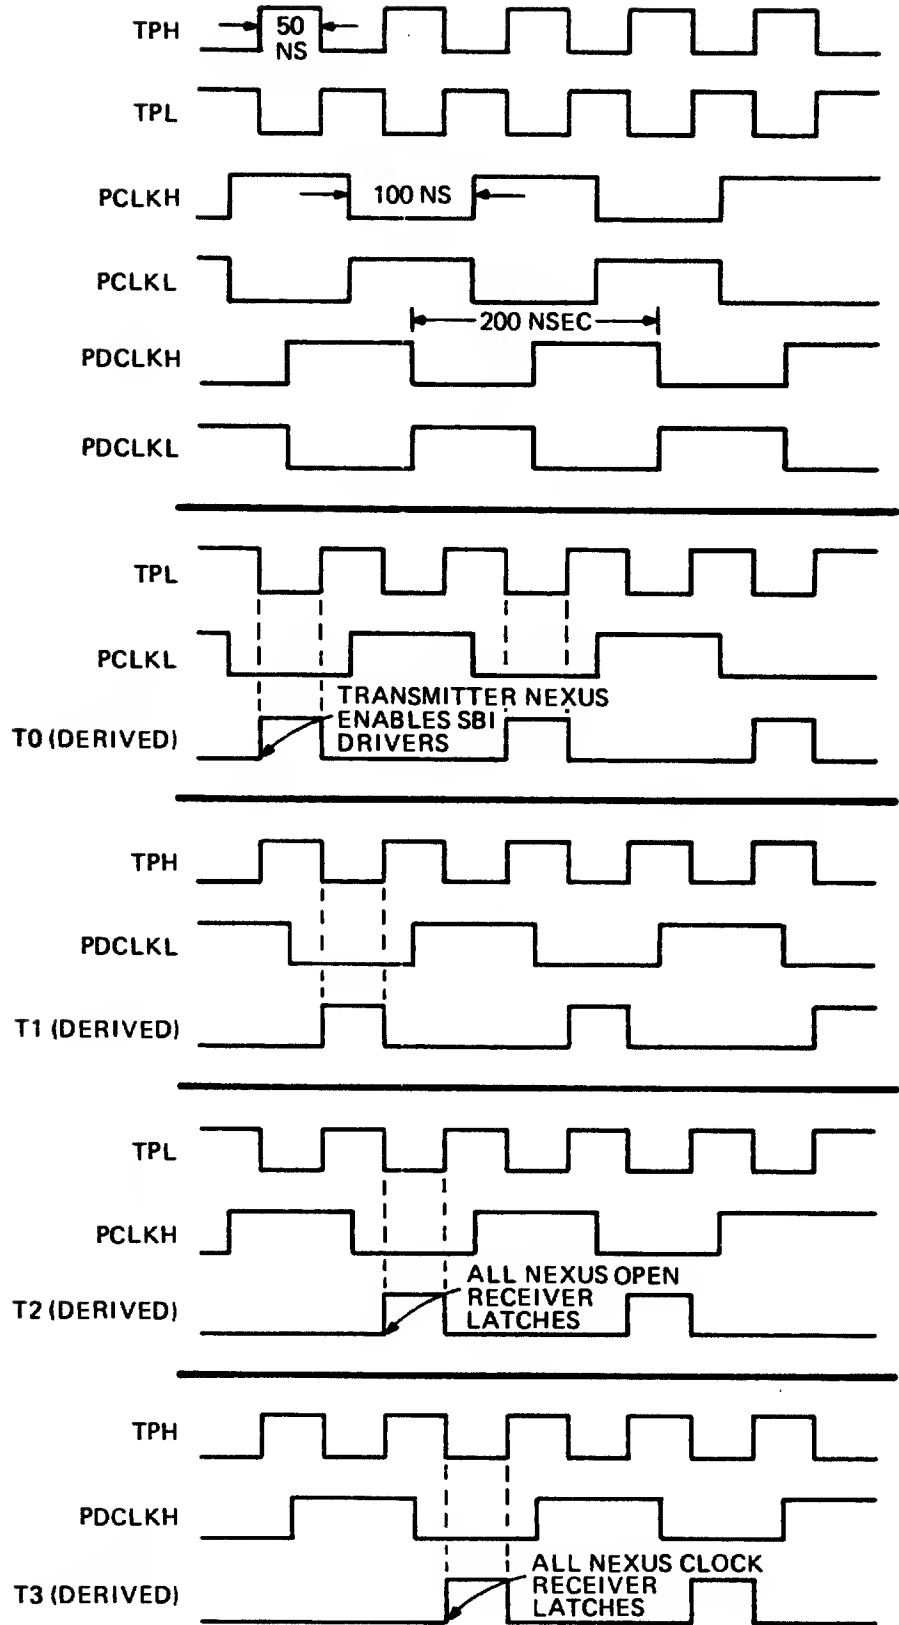 TPH
50
NS
TPL
PCLKH
100 NS
PCLKL
200 NSEC
PDCLKH
PDCLKL
TPL
PCLKL
TRANSMITTER NEXUS
ENABLES SBI
DRIVERS
T0 (DERIVED)
TPH
PDCLKL
T1 (DERIVED)
TPL
PCLKH
ALL NEXUS OPEN
RECEIVER
LATCHES
T2 (DERIVED)
TPH
PDCLKH
ALL NEXUS CLOCK
RECEIVER
LATCHES
T3 (DERIVED)